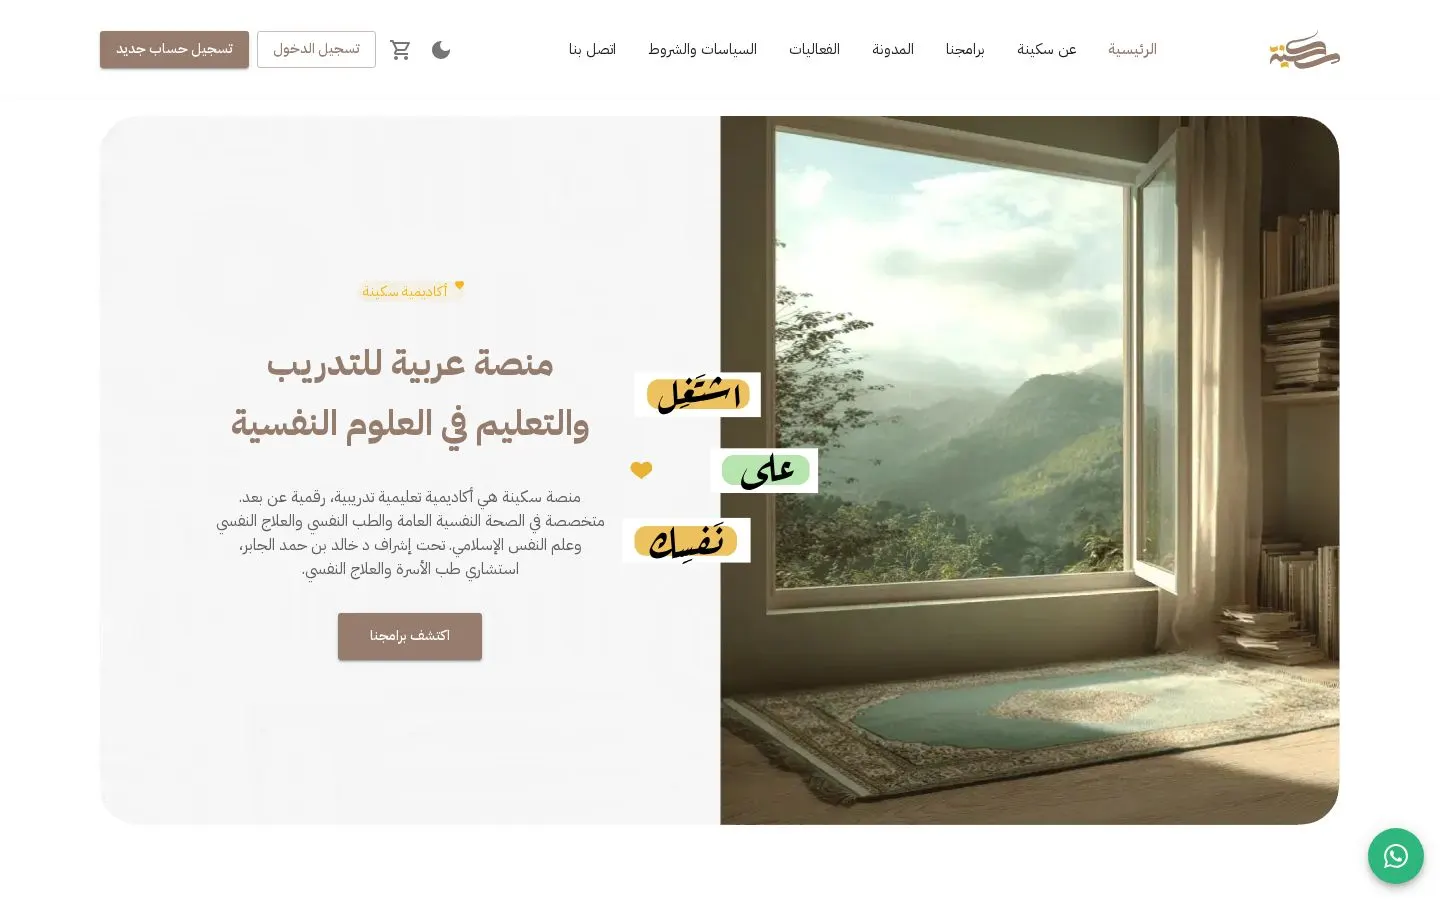 سكينة
الرئيسية
عن سكينة
برامجنا
المدونة
الفعاليات
السياسات والشروط
اتصل بنا
تسجيل الدخول
تسجيل حساب جديد
أكاديمية سكينة
منصة عربية للتدريب
والتعليم في العلوم النفسية
منصة سكينة هي أكاديمية تعليمية تدريبية، رقمية عن بعد.
متخصصة في الصحة النفسية العامة والطب النفسي والعلاج النفسي
وعلم النفس الإسلامي. تحت إشراف د خالد بن حمد الجابر،
استشاري طب الأسرة والعلاج النفسي.
اكتشف برامجنا
اشتَغِل
على
نَفسِك